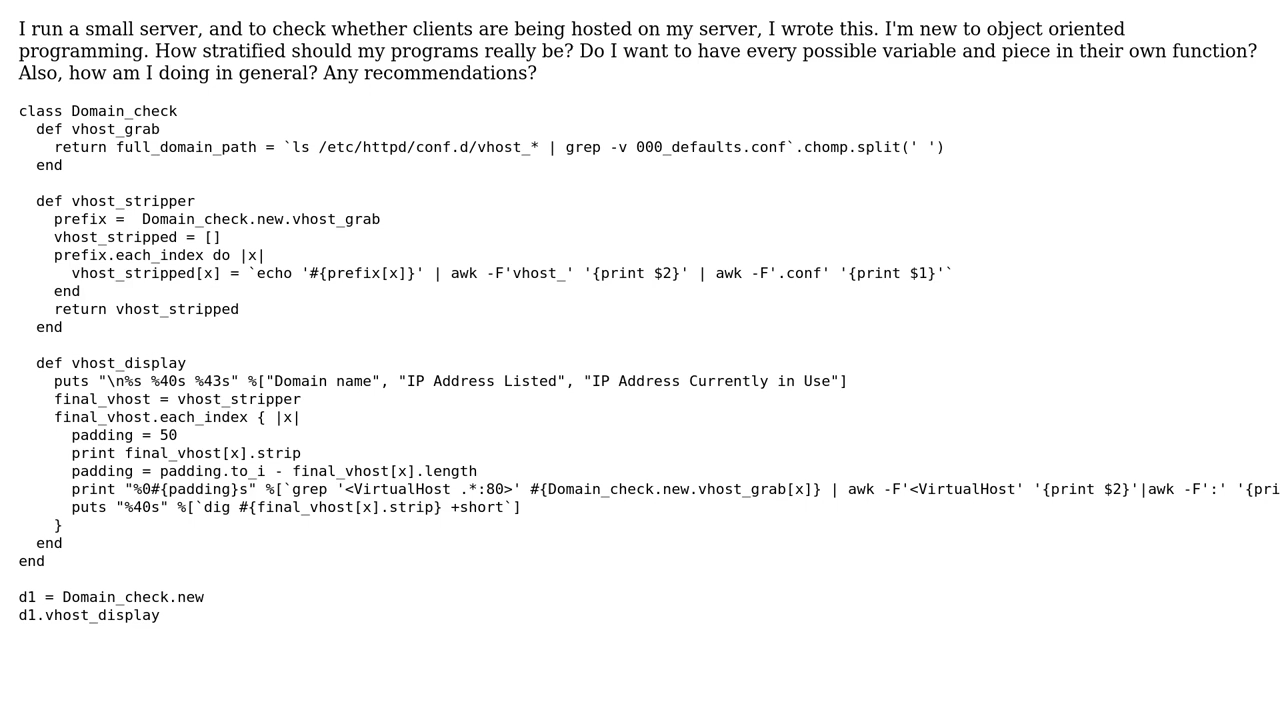 I run a small server, and to check whether clients are being hosted on my server, I wrote this. I'm new to object oriented
programming. How stratified should my programs really be? Do I want to have every possible variable and piece in their own function?
Also, how am I doing in general? Any recommendations?
class Domain_check
  def vhost_grab
    return full_domain_path = `ls /etc/httpd/conf.d/vhost_* | grep -v 000_defaults.conf`.chomp.split(' ')
  end
  def vhost_stripper
    prefix =  Domain_check.new.vhost_grab
    vhost_stripped = []
    prefix.each_index do |x|
      vhost_stripped[x] = `echo '#{prefix[x]}' | awk -F'vhost_' '{print $2}' | awk -F'.conf' '{print $1}'`
    end
    return vhost_stripped
  end
  def vhost_display
    puts "\n%s %40s %43s" %["Domain name", "IP Address Listed", "IP Address Currently in Use"]
    final_vhost = vhost_stripper
    final_vhost.each_index { |x|
      padding = 50
      print final_vhost[x].strip
      padding = padding.to_i - final_vhost[x].length
      print "%0#{padding}s" %[`grep '<VirtualHost .*:80>' #{Domain_check.new.vhost_grab[x]} | awk -F'<VirtualHost' '{print $2}'|awk -F':' '{pri
      puts "%40s" %[`dig #{final_vhost[x].strip} +short`]
    }
  end
end
d1 = Domain_check.new
d1.vhost_display